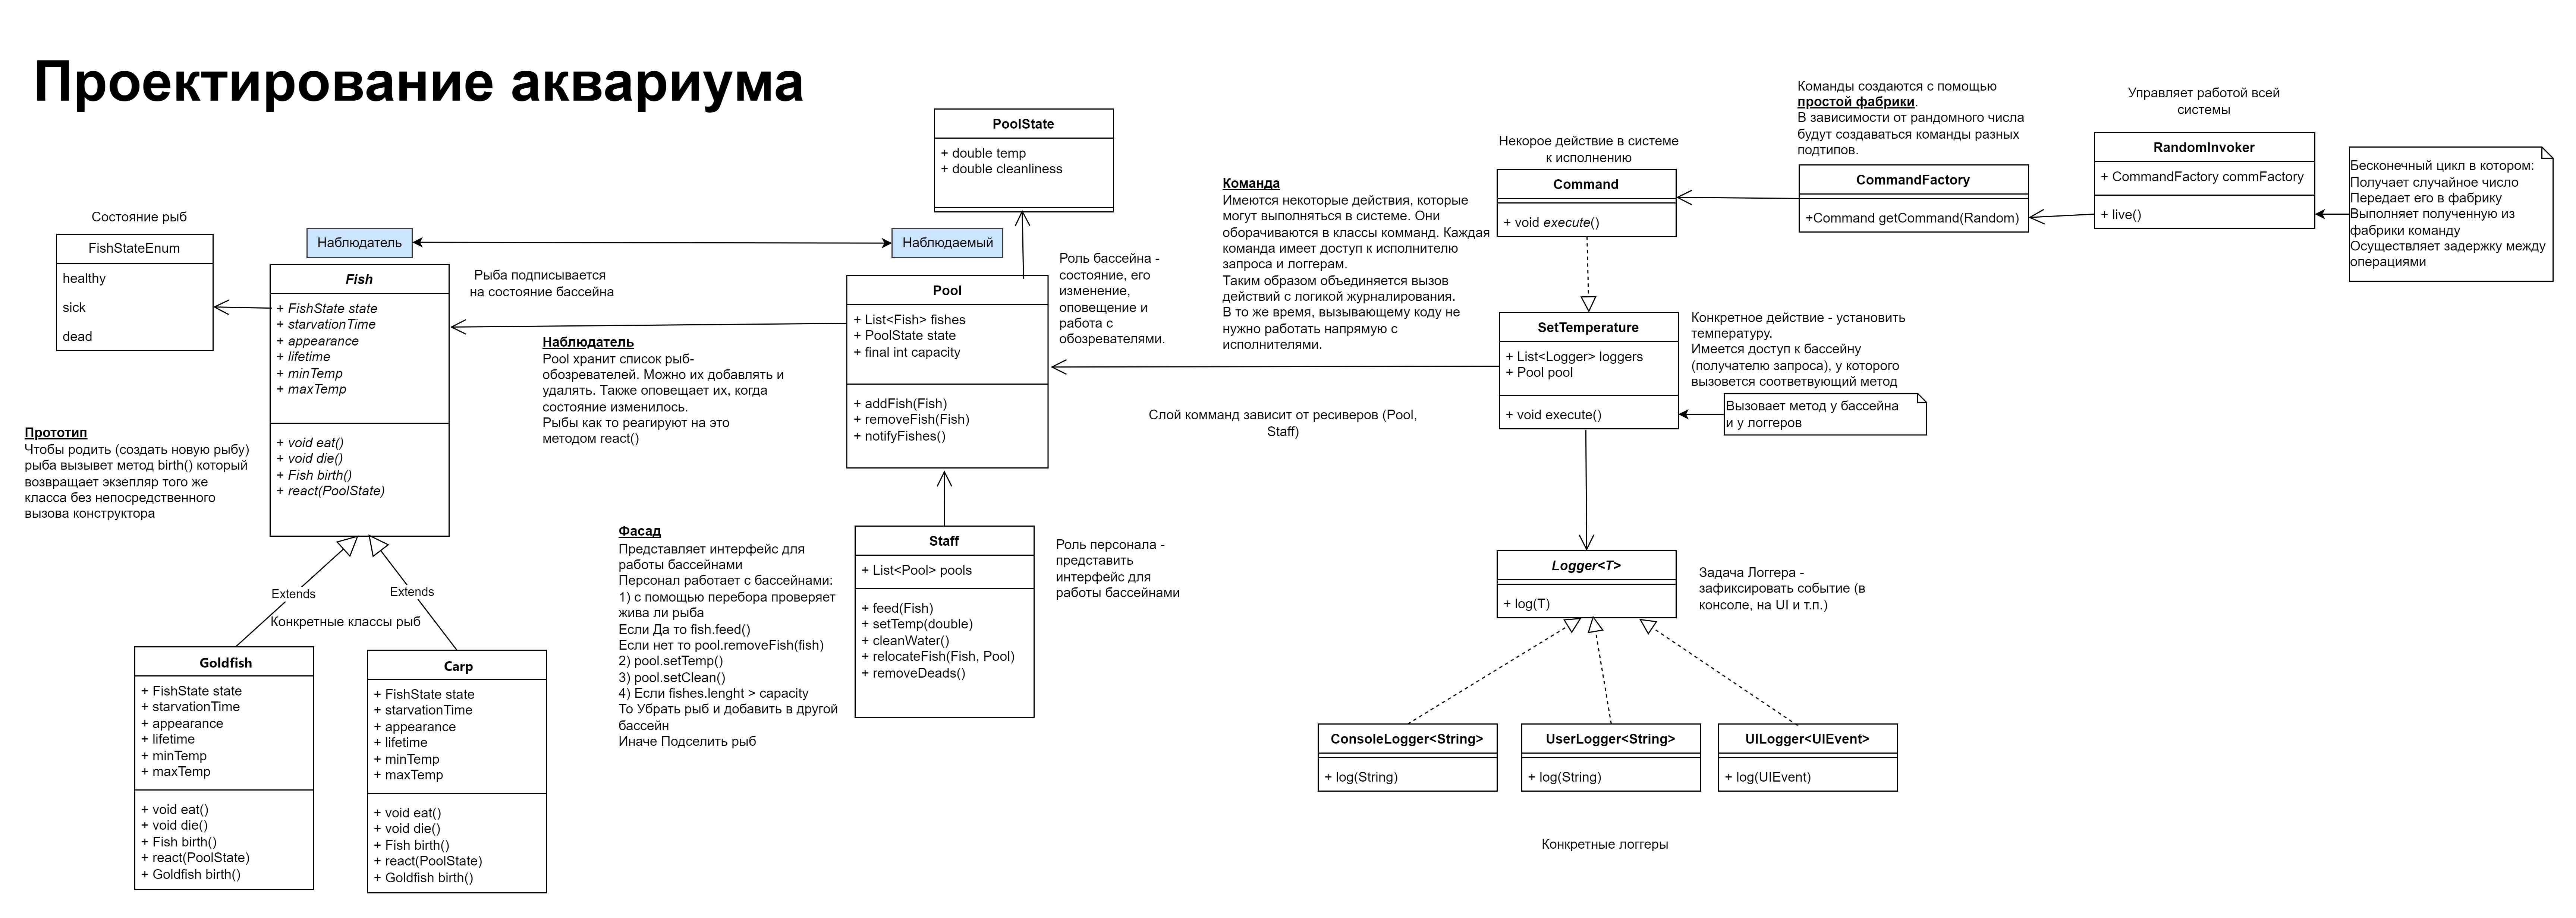 Проектирование аквариума
Состояние рыб
FishStateEnum
healthy
sick
dead
Наблюдатель
Наблюдаемый
Fish
+ FishState state
+ starvationTime
+ appearance
+ lifetime
+ minTemp
+ maxTemp
+ void eat()
+ void die()
+ Fish birth()
+ react(PoolState)
Рыба подписывается
на состояние бассейна
Наблюдатель
Pool хранит список рыб-
обозревателей. Можно их добавлять и
удалять. Также оповещает их, когда
состояние изменилось.
Рыбы как то реагируют на это
методом react()
Прототип
Чтобы родить (создать новую рыбу)
рыба вызывет метод birth() который
возвращает экзепляр того же
класса без непосредственного
вызова конструктора
Extends
Extends
Конкретные классы рыб
Goldfish
+ FishState state
+ starvationTime
+ appearance
+ lifetime
+ minTemp
+ maxTemp
+ void eat()
+ void die()
+ Fish birth()
+ react(PoolState)
+ Goldfish birth()
Carp
+ FishState state
+ starvationTime
+ appearance
+ lifetime
+ minTemp
+ maxTemp
+ void eat()
+ void die()
+ Fish birth()
+ react(PoolState)
+ Goldfish birth()
PoolState
+ double temp
+ double cleanliness
Pool
+ List<Fish> fishes
+ PoolState state
+ final int capacity
+ addFish(Fish)
+ removeFish(Fish)
+ notifyFishes()
Роль бассейна -
состояние, его
изменение,
оповещение и
работа с
обозревателями.
Фасад
Представляет интерфейс для
работы бассейнами
Персонал работает с бассейнами:
1) с помощью перебора проверяет
жива ли рыба
Если Да то fish.feed()
Если нет то pool.removeFish(fish)
2) pool.setTemp()
3) pool.setClean()
4) Если fishes.lenght > capacity
То Убрать рыб и добавить в другой
бассейн
Иначе Подселить рыб
Staff
+ List<Pool> pools
+ feed(Fish)
+ setTemp(double)
+ cleanWater()
+ relocateFish(Fish, Pool)
+ removeDeads()
Роль персонала -
представить
интерфейс для
работы бассейнами
Команда
Имеются некоторые действия, которые
могут выполняться в системе. Они
оборачиваются в классы комманд. Каждая
команда имеет доступ к исполнителю
запроса и логгерам.
Таким образом объединяется вызов
действий с логикой журналирования.
В то же время, вызывающему коду не
нужно работать напрямую с
исполнителями.
Слой комманд зависит от ресиверов (Pool,
Staff)
Некорое действие в системе
к исполнению
Command
+ void execute()
SetTemperature
+ List<Logger> loggers
+ Pool pool
+ void execute()
Конкретное действие - установить
температуру.
Имеется доступ к бассейну
(получателю запроса), у которого
вызовется соответвующий метод
Вызовает метод у бассейна
и у логгеров
Logger<T>
+ log(T)
Задача Логгера -
зафиксировать событие (в
консоле, на UI и т.п.)
ConsoleLogger<String>
+ log(String)
UserLogger<String>
+ log(String)
UILogger<UIEvent>
+ log(UIEvent)
Конкретные логгеры
Команды создаются с помощью
простой фабрики.
В зависимости от рандомного числа
будут создаваться команды разных
подтипов.
CommandFactory
+Command getCommand(Random)
Управляет работой всей
системы
RandomInvoker
+ CommandFactory commFactory
+ live()
Бесконечный цикл в котором:
Получает случайное число
Передает его в фабрику
Выполняет полученную из
фабрики команду
Осуществляет задержку между
операциями